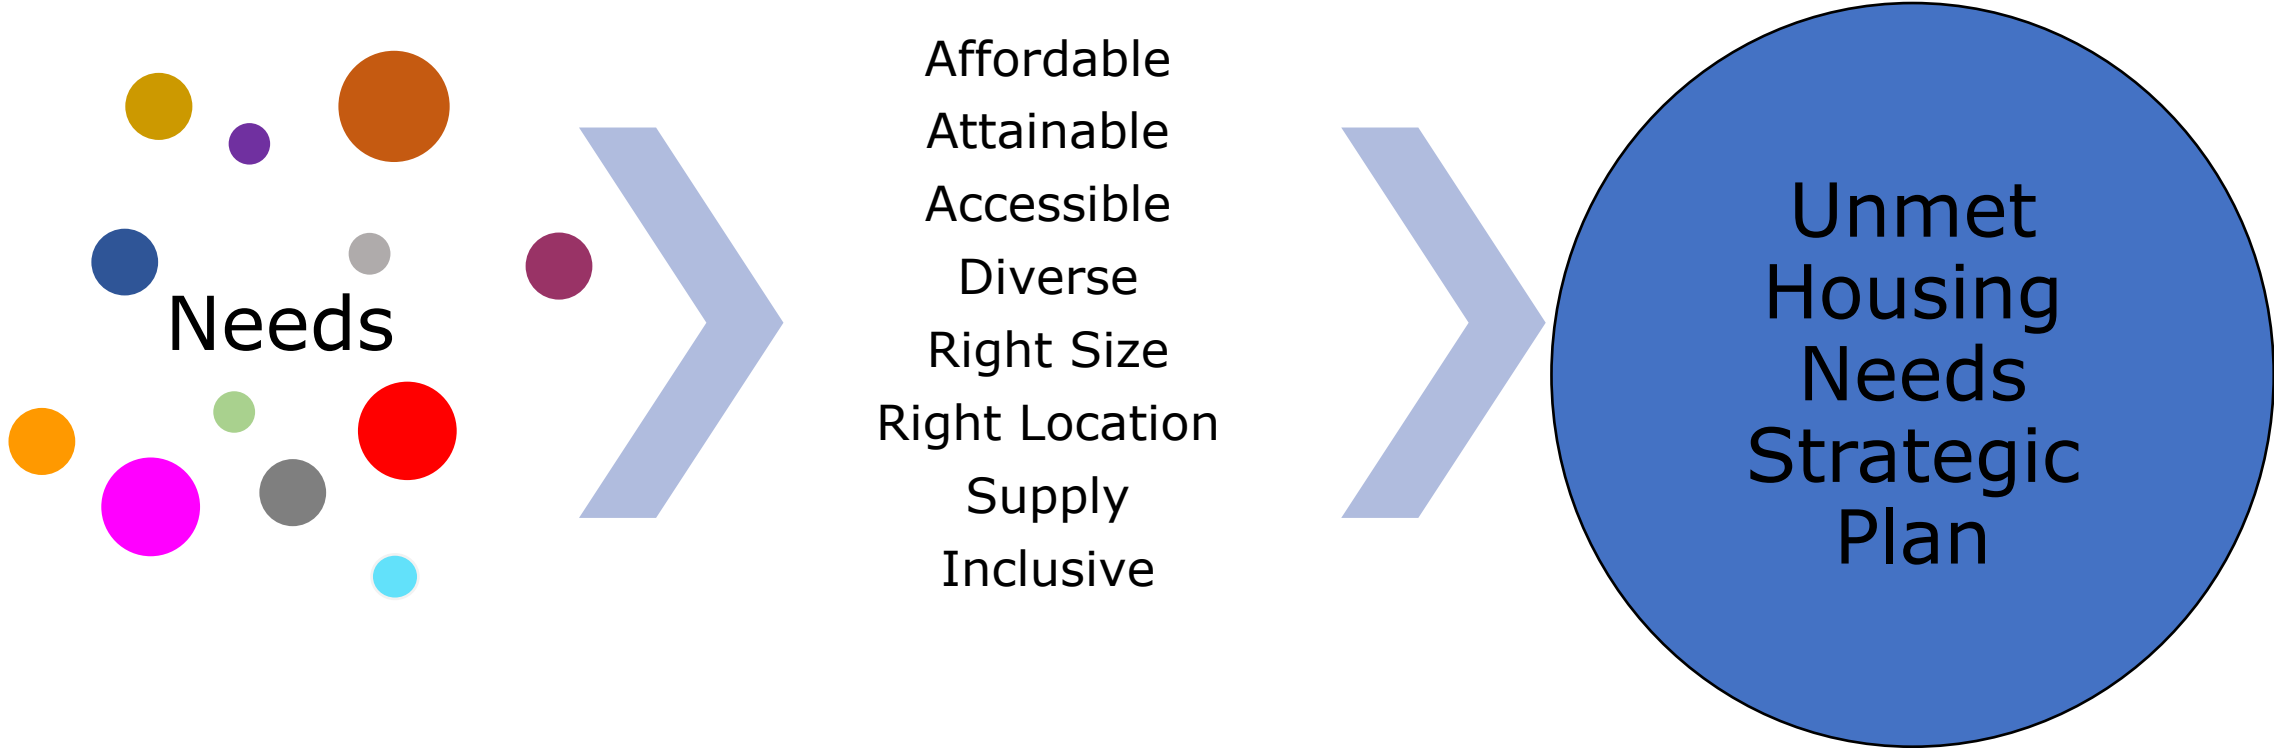 Needs
Affordable
Attainable
Accessible
Diverse
Right Size
Right Location
Supply
Inclusive
Unmet
Housing
Needs
Strategic
Plan